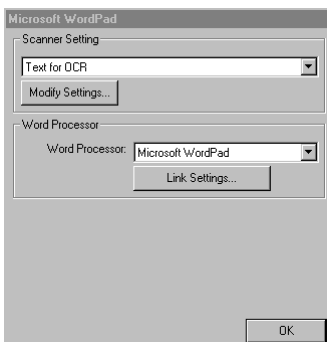 Microsoft WordPad
Scanner Setting
Text for OCR
Modify Settings...
Word Processor
Word Processor: Microsoft WordPad
Link Settings...
OK